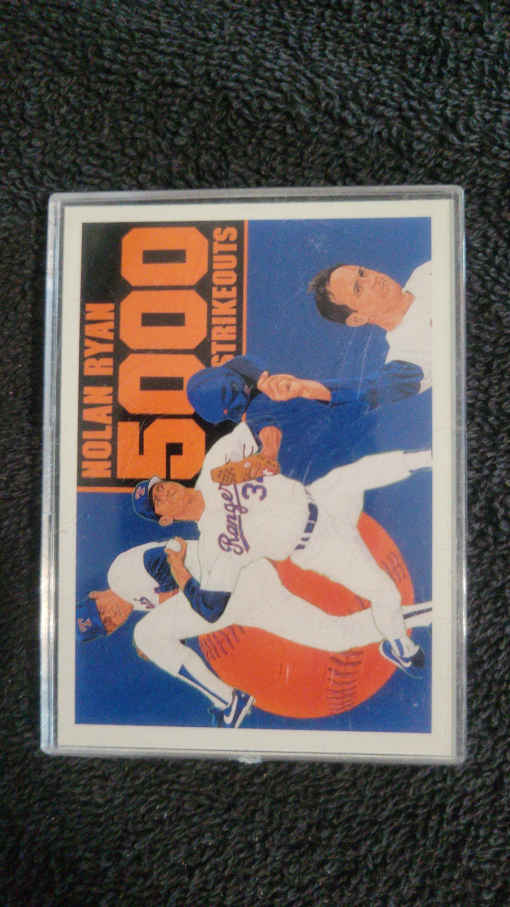 NOLAN RYAN
5000
STRIKEOUTS
Rangers
34